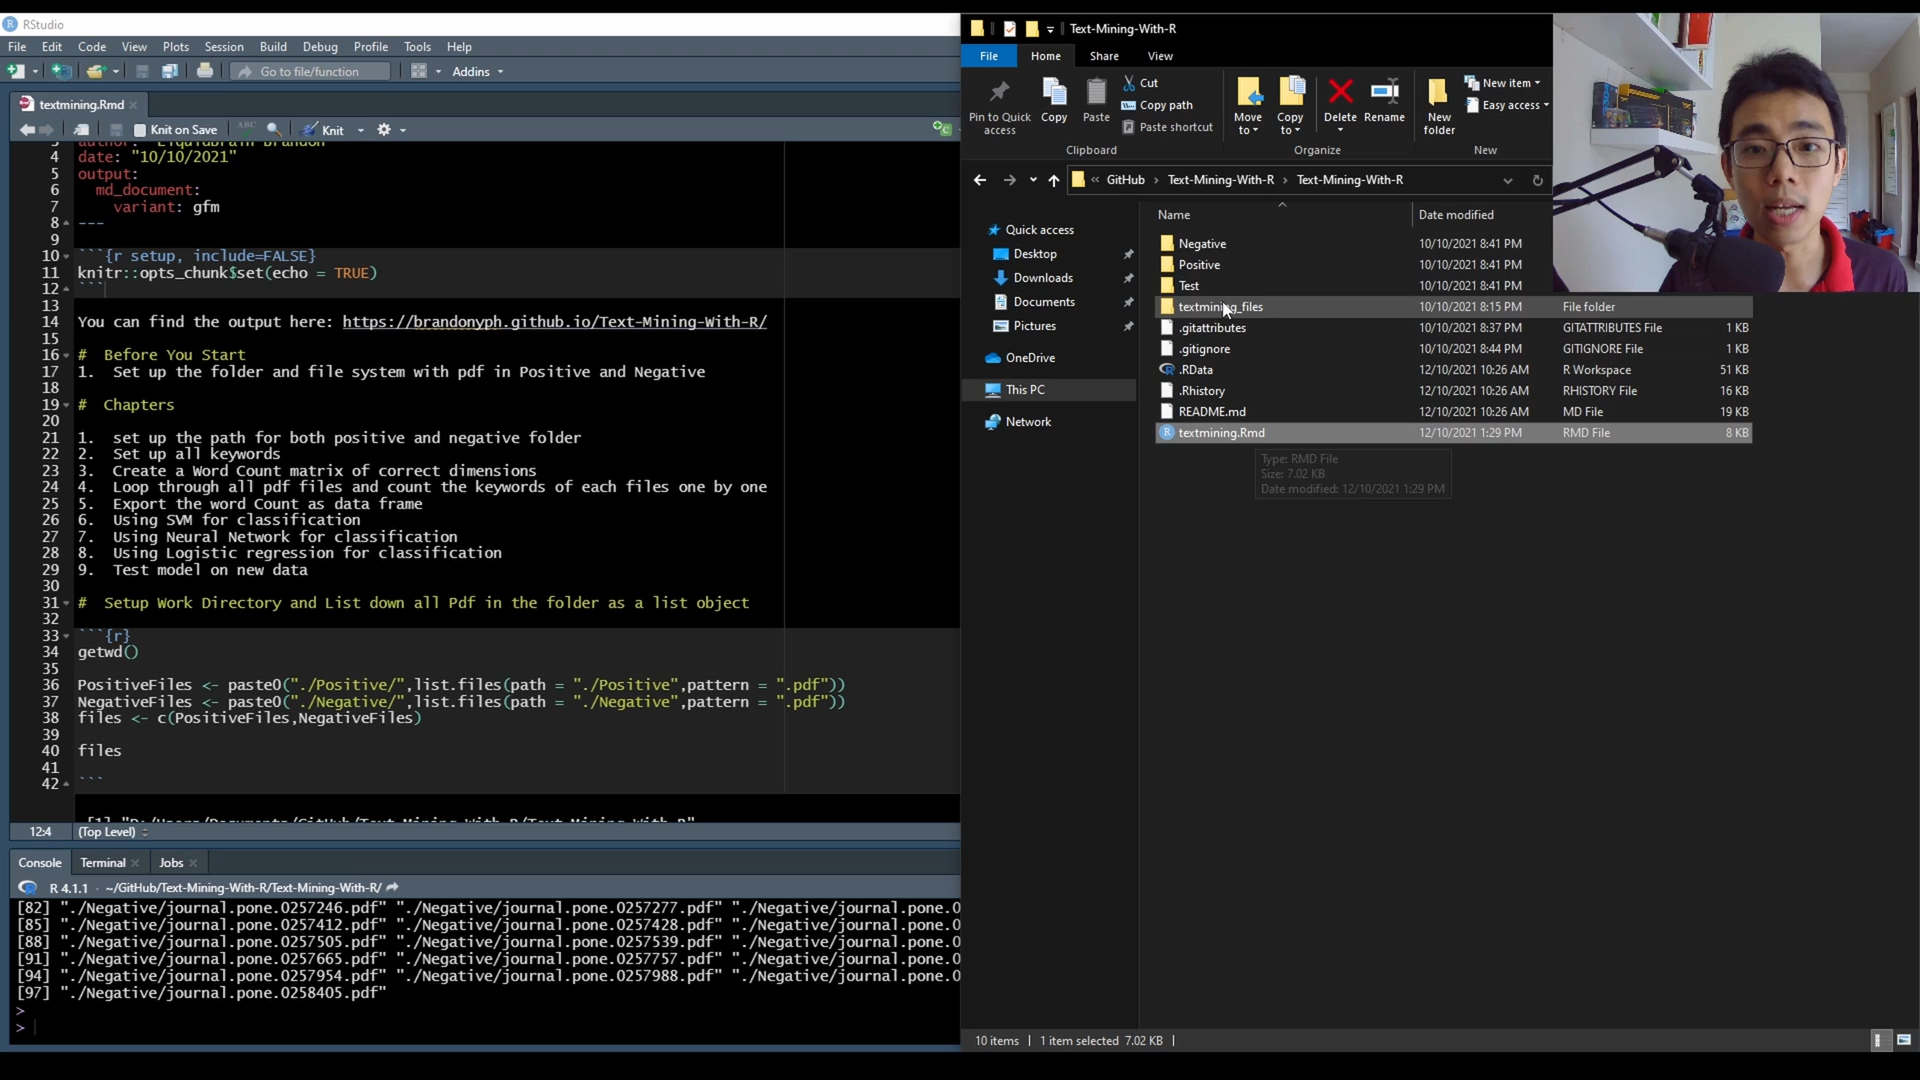 RStudio
File Edit Code View Plots Session Build Debug Profile Tools Help
Go to file/function Addins
textmining.Rmd
Knit on Save ABC Knit
4 date: "10/10/2021"
5 output:
6 md_document:
7 variant: gfm
8 ---
9
10 ```{r setup, include=FALSE}
11 knitr::opts_chunk$set(echo = TRUE)
12 ```
13
14 You can find the output here: https://brandonyph.github.io/Text-Mining-With-R/
15
16 # Before You Start
17 1. Set up the folder and file system with pdf in Positive and Negative
18
19 # Chapters
20
21 1. set up the path for both positive and negative folder
22 2. Set up all keywords
23 3. Create a Word Count matrix of correct dimensions
24 4. Loop through all pdf files and count the keywords of each files one by one
25 5. Export the word Count as data frame
26 6. Using SVM for classification
27 7. Using Neural Network for classification
28 8. Using Logistic regression for classification
29 9. Test model on new data
30
31 # Setup Work Directory and List down all Pdf in the folder as a list object
32
33 ```{r}
34 getwd()
35
36 PositiveFiles <- paste0("./Positive/",list.files(path = "./Positive",pattern = ".pdf"))
37 NegativeFiles <- paste0("./Negative/",list.files(path = "./Negative",pattern = ".pdf"))
38 files <- c(PositiveFiles,NegativeFiles)
39
40 files
41
42 ```
12:4 (Top Level)
Console Terminal Jobs
R 4.1.1 · ~/GitHub/Text-Mining-With-R/Text-Mining-With-R/
[82] "./Negative/journal.pone.0257246.pdf" "./Negative/journal.pone.0257277.pdf" "./Negative/journal.pone.0
[85] "./Negative/journal.pone.0257412.pdf" "./Negative/journal.pone.0257428.pdf" "./Negative/journal.pone.0
[88] "./Negative/journal.pone.0257505.pdf" "./Negative/journal.pone.0257539.pdf" "./Negative/journal.pone.0
[91] "./Negative/journal.pone.0257665.pdf" "./Negative/journal.pone.0257757.pdf" "./Negative/journal.pone.0
[94] "./Negative/journal.pone.0257954.pdf" "./Negative/journal.pone.0257988.pdf" "./Negative/journal.pone.0
[97] "./Negative/journal.pone.0258405.pdf"
>
>
Text-Mining-With-R
File Home Share View
Pin to Quick access
Copy
Paste
Cut
Copy path
Paste shortcut
Move to
Copy to
Delete
Rename
New folder
New item
Easy access
Clipboard Organize New
« GitHub › Text-Mining-With-R › Text-Mining-With-R
Quick access
Desktop
Downloads
Documents
Pictures
OneDrive
This PC
Network
Name Date modified
Negative 10/10/2021 8:41 PM
Positive 10/10/2021 8:41 PM
Test 10/10/2021 8:41 PM
textmining_files 10/10/2021 8:15 PM File folder
.gitattributes 10/10/2021 8:37 PM GITATTRIBUTES File 1 KB
.gitignore 10/10/2021 8:44 PM GITIGNORE File 1 KB
.RData 12/10/2021 10:26 AM R Workspace 51 KB
.Rhistory 12/10/2021 10:26 AM RHISTORY File 16 KB
README.md 12/10/2021 10:26 AM MD File 19 KB
textmining.Rmd 12/10/2021 1:29 PM RMD File 8 KB
Type: RMD File
Size: 7.02 KB
Date modified: 12/10/2021 1:29 PM
10 items 1 item selected 7.02 KB